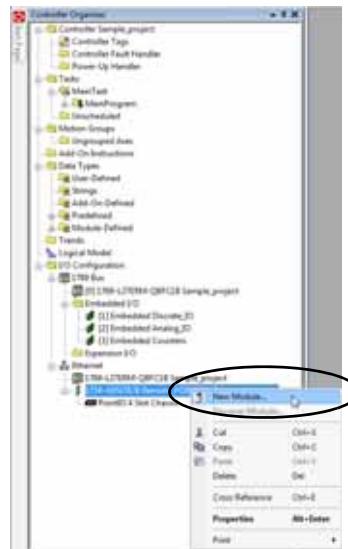 Controller Organizer
Controller Sample_project
Controller Tags
Controller Fault Handler
Power-Up Handler
Tasks
MainTask
MainProgram
Unscheduled
Motion Groups
Ungrouped Axes
Add-On Instructions
Data Types
User-Defined
Strings
Add-On-Defined
Predefined
Module-Defined
Trends
Logical Model
I/O Configuration
1769 Bus
[0] 1769-L27ERM-QBFC1B Sample_project
Embedded I/O
[1] Embedded Discrete_IO
[2] Embedded Analog_IO
[3] Embedded Counters
Expansion I/O
Ethernet
1769-L27ERM-QBFC1B Sample_project
PointIO 4 Slot
New Module...
Cut Ctrl+X
Copy Ctrl+C
Paste Ctrl+V
Delete Del
Cross Reference Ctrl+E
Properties Alt+Enter
Print